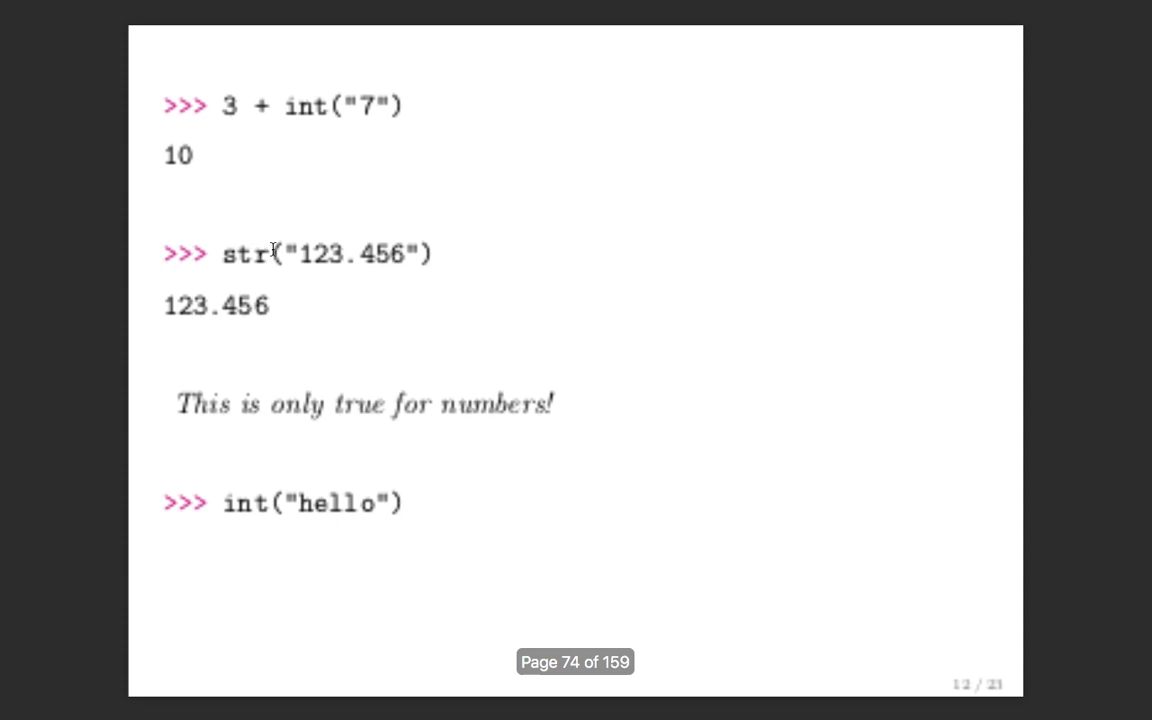 >>> 3 + int("7")
10
>>> str("123.456")
123.456
This is only true for numbers!
>>> int("hello")
Page 74 of 159
12 / 23